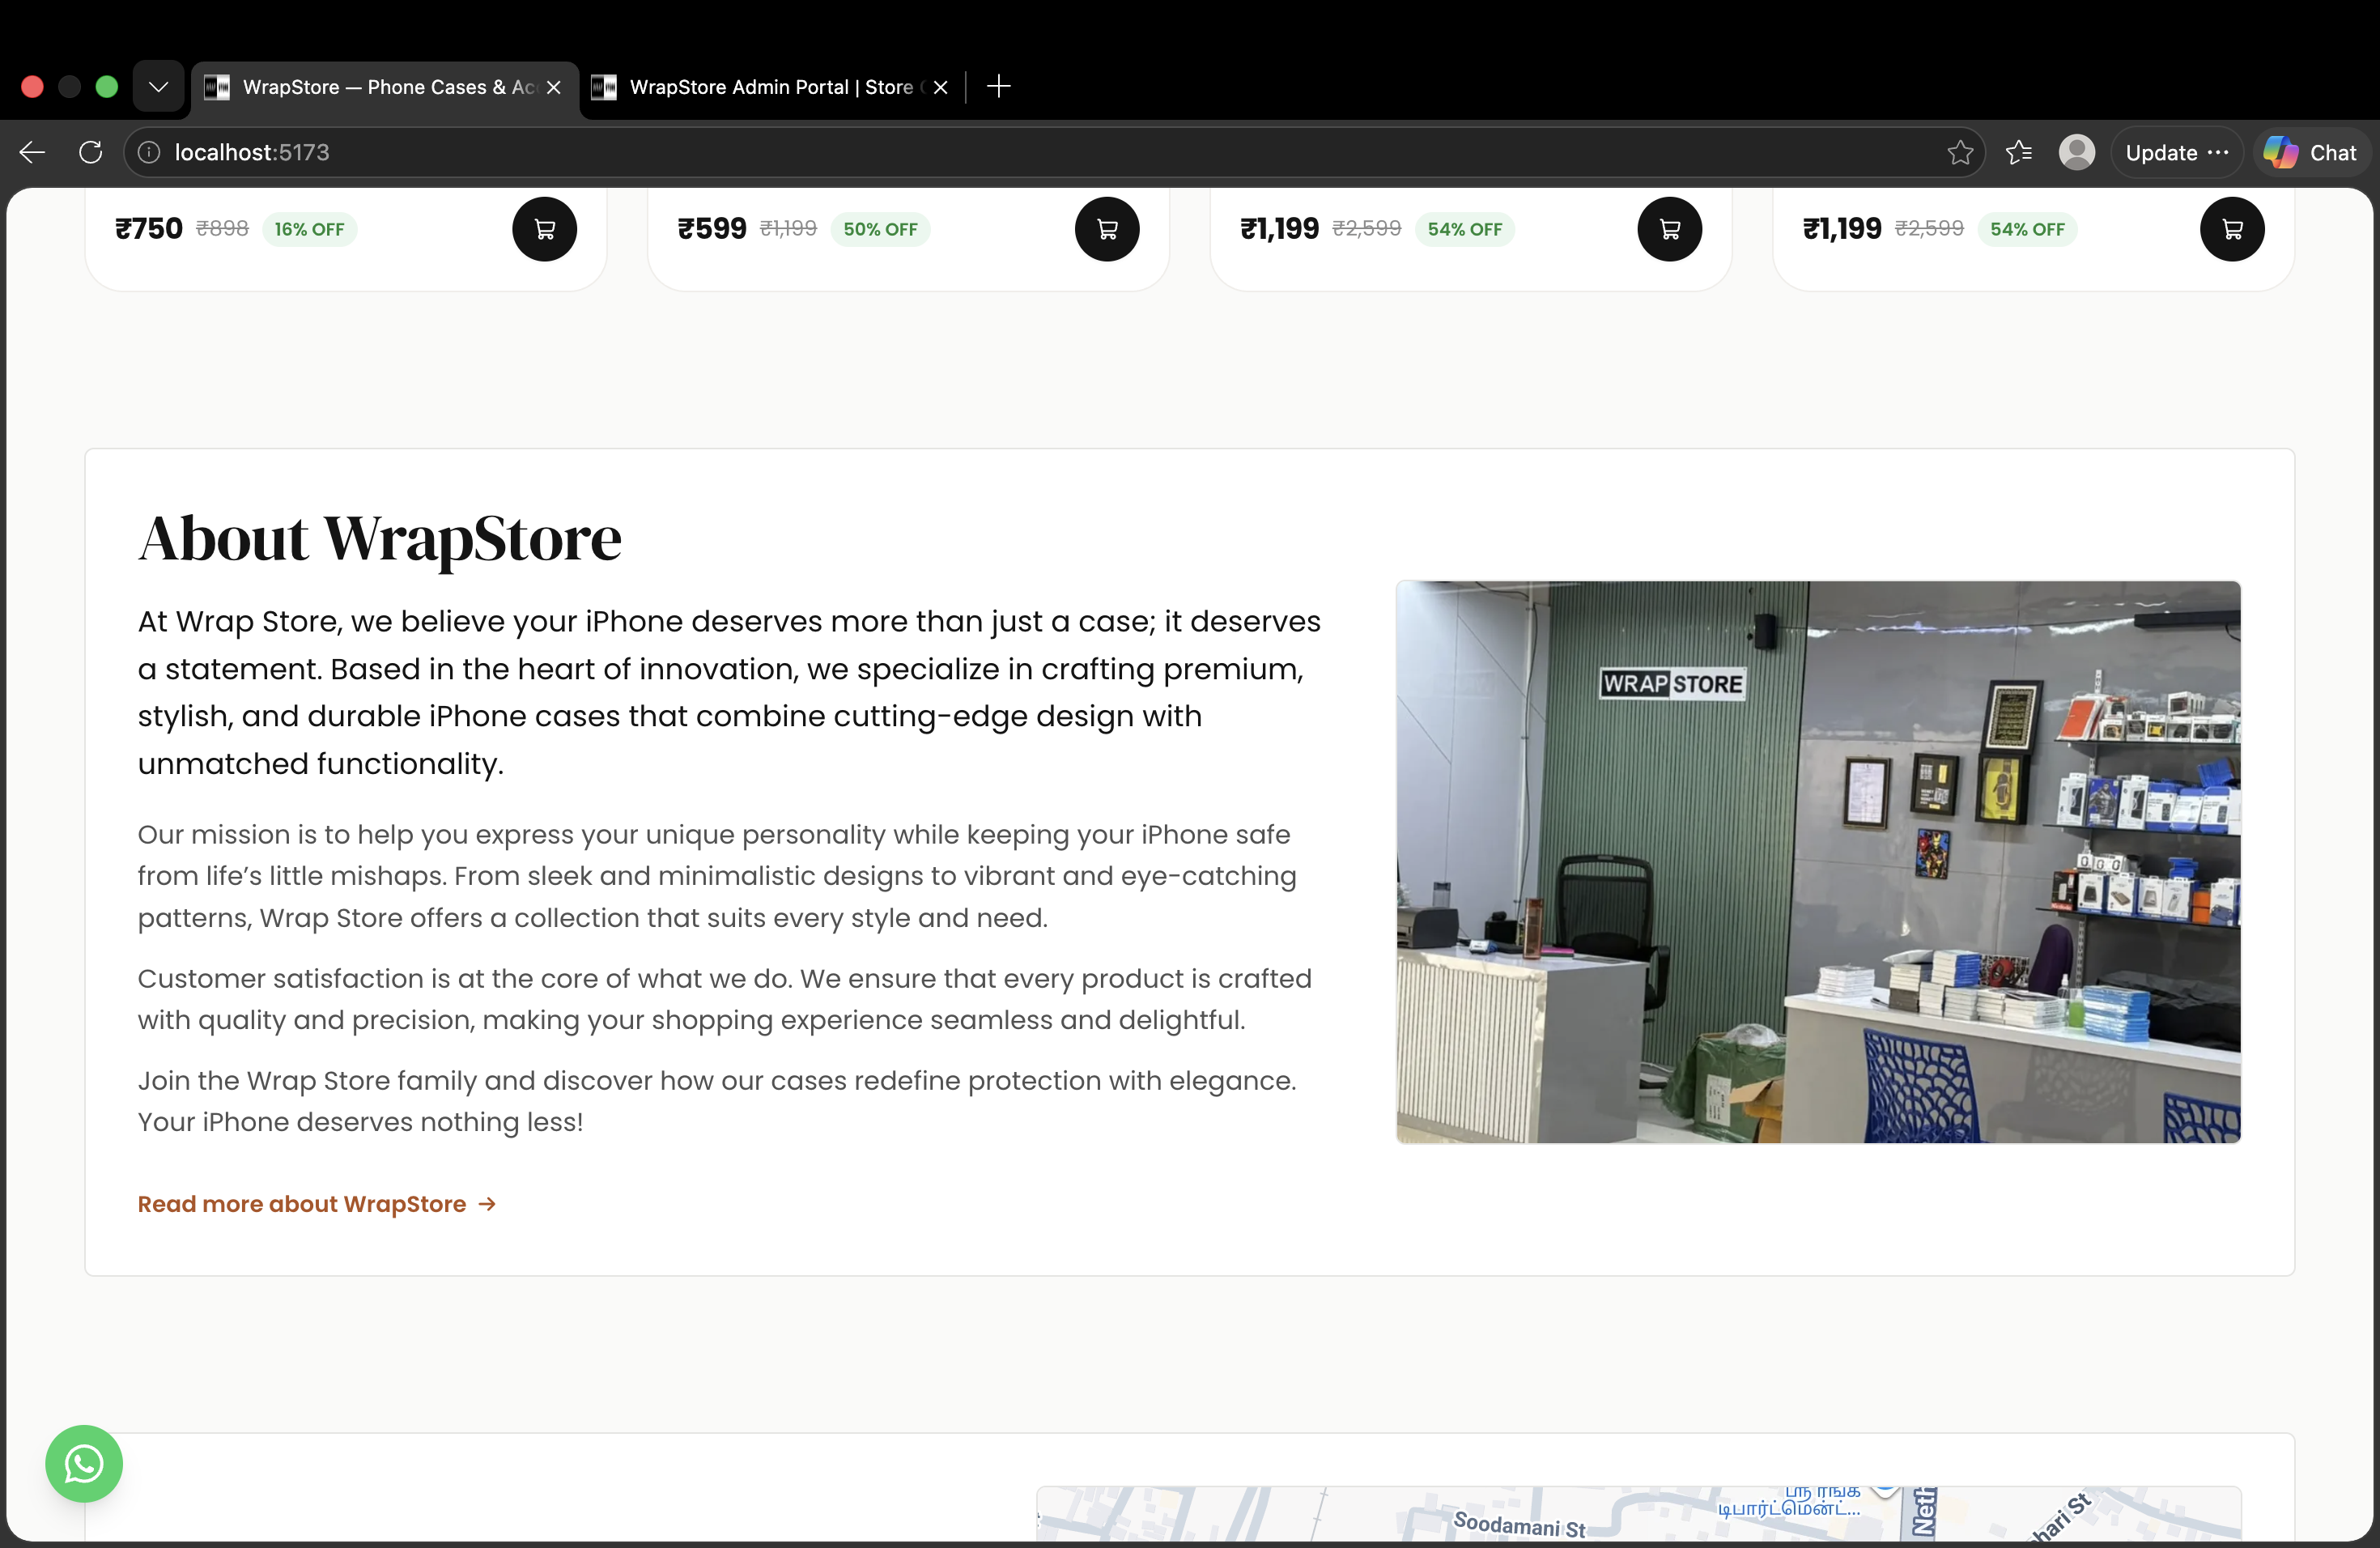 WrapStore — Phone Cases & Ac
WrapStore Admin Portal | Store
localhost:5173
Update
Chat
₹750 ₹898 16% OFF
₹599 ₹1,199 50% OFF
₹1,199 ₹2,599 54% OFF
₹1,199 ₹2,599 54% OFF
About WrapStore
At Wrap Store, we believe your iPhone deserves more than just a case; it deserves
a statement. Based in the heart of innovation, we specialize in crafting premium,
stylish, and durable iPhone cases that combine cutting-edge design with
unmatched functionality.
Our mission is to help you express your unique personality while keeping your iPhone safe
from life’s little mishaps. From sleek and minimalistic designs to vibrant and eye-catching
patterns, Wrap Store offers a collection that suits every style and need.
Customer satisfaction is at the core of what we do. We ensure that every product is crafted
with quality and precision, making your shopping experience seamless and delightful.
Join the Wrap Store family and discover how our cases redefine protection with elegance.
Your iPhone deserves nothing less!
Read more about WrapStore →
WRAP STORE
ஸ்ரீ ரங்க
டிபார்ட்மென்ட்...
Soodamani St
Neth
hari St